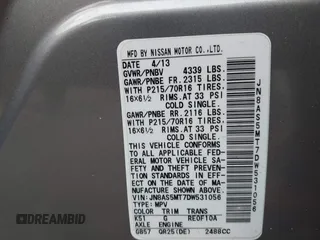 MFD BY NISSAN MOTOR CO.,LTD.
DATE 4/13
GVWR/PNBV 4339 LBS.
GAWR/PNBE FR. 2315 LBS.
WITH P215/70R16 TIRES,
16X6½ RIMS, AT 33 PSI
COLD SINGLE.
GAWR/PNBE RR. 2116 LBS.
WITH P215/70R16 TIRES,
16X6½ RIMS, AT 33 PSI
COLD SINGLE.
THIS VEHICLE CONFORMS
TO ALL APPLICABLE FED-
ERAL MOTOR VEHICLE SA-
FETY AND THEFT PREVEN-
TION STANDARDS IN EFF-
ECT ON THE DATE OF MA-
NUFACTURE SHOWN ABOVE.
VIN: JN8AS5MT7DW531056
TYPE: MPV
COLOR TRIM TRANS
K51 G RE0F10A
AXLE ENGINE
GB57 QR25(DE) 2488CC
JN8AS5MT7DW531056
© DEALERBID.AUTO